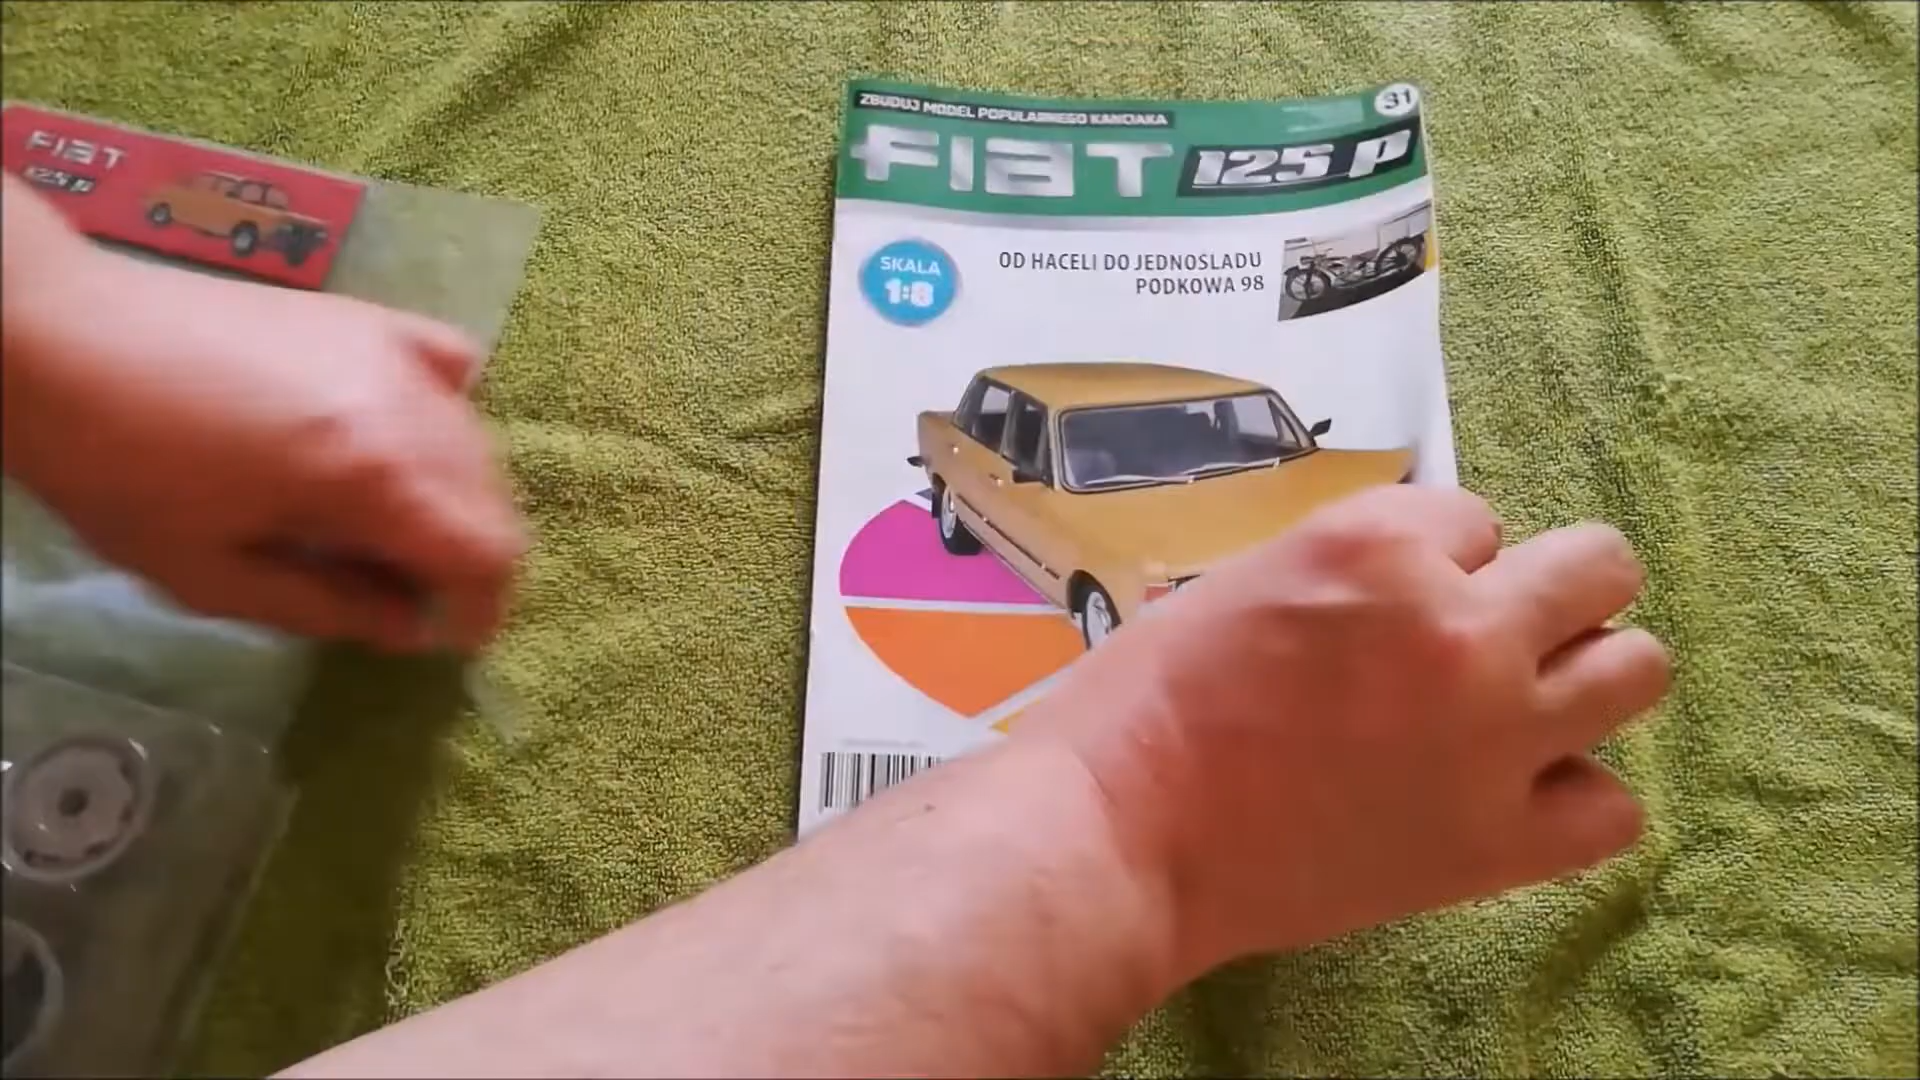 FIAT
125 p
ZBUDUJ MODEL POPULARNEGO KANCIAKA
31
FIAT 125 P
SKALA
1:8
OD HACELI DO JEDNOSLADU
PODKOWA 98